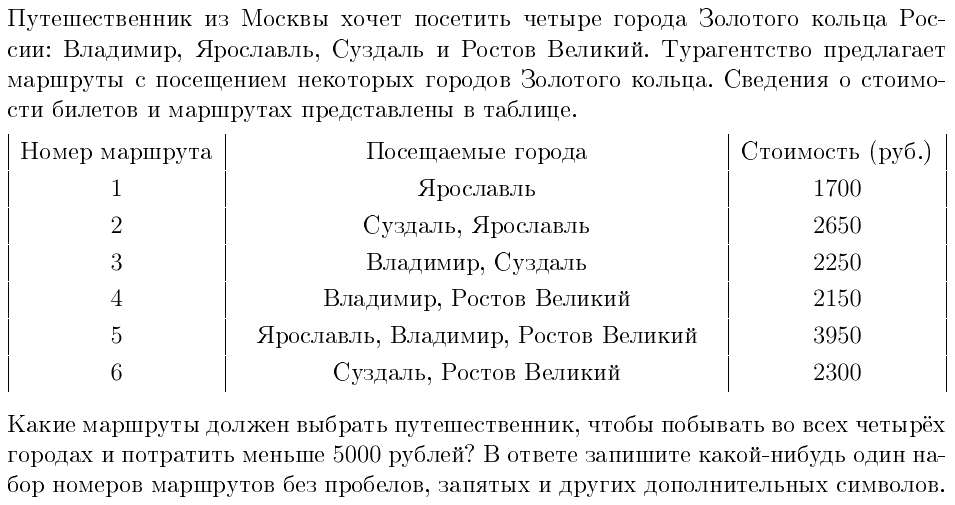 Путешественник из Москвы хочет посетить четыре города Золотого кольца Рос-
сии: Владимир, Ярославль, Суздаль и Ростов Великий. Турагентство предлагает
маршруты с посещением некоторых городов Золотого кольца. Сведения о стоимо-
сти билетов и маршрутах представлены в таблице.
Номер маршрута Посещаемые города Стоимость (руб.)
1 Ярославль 1700
2 Суздаль, Ярославль 2650
3 Владимир, Суздаль 2250
4 Владимир, Ростов Великий 2150
5 Ярославль, Владимир, Ростов Великий 3950
6 Суздаль, Ростов Великий 2300
Какие маршруты должен выбрать путешественник, чтобы побывать во всех четырёх
городах и потратить меньше 5000 рублей? В ответе запишите какой-нибудь один на-
бор номеров маршрутов без пробелов, запятых и других дополнительных символов.